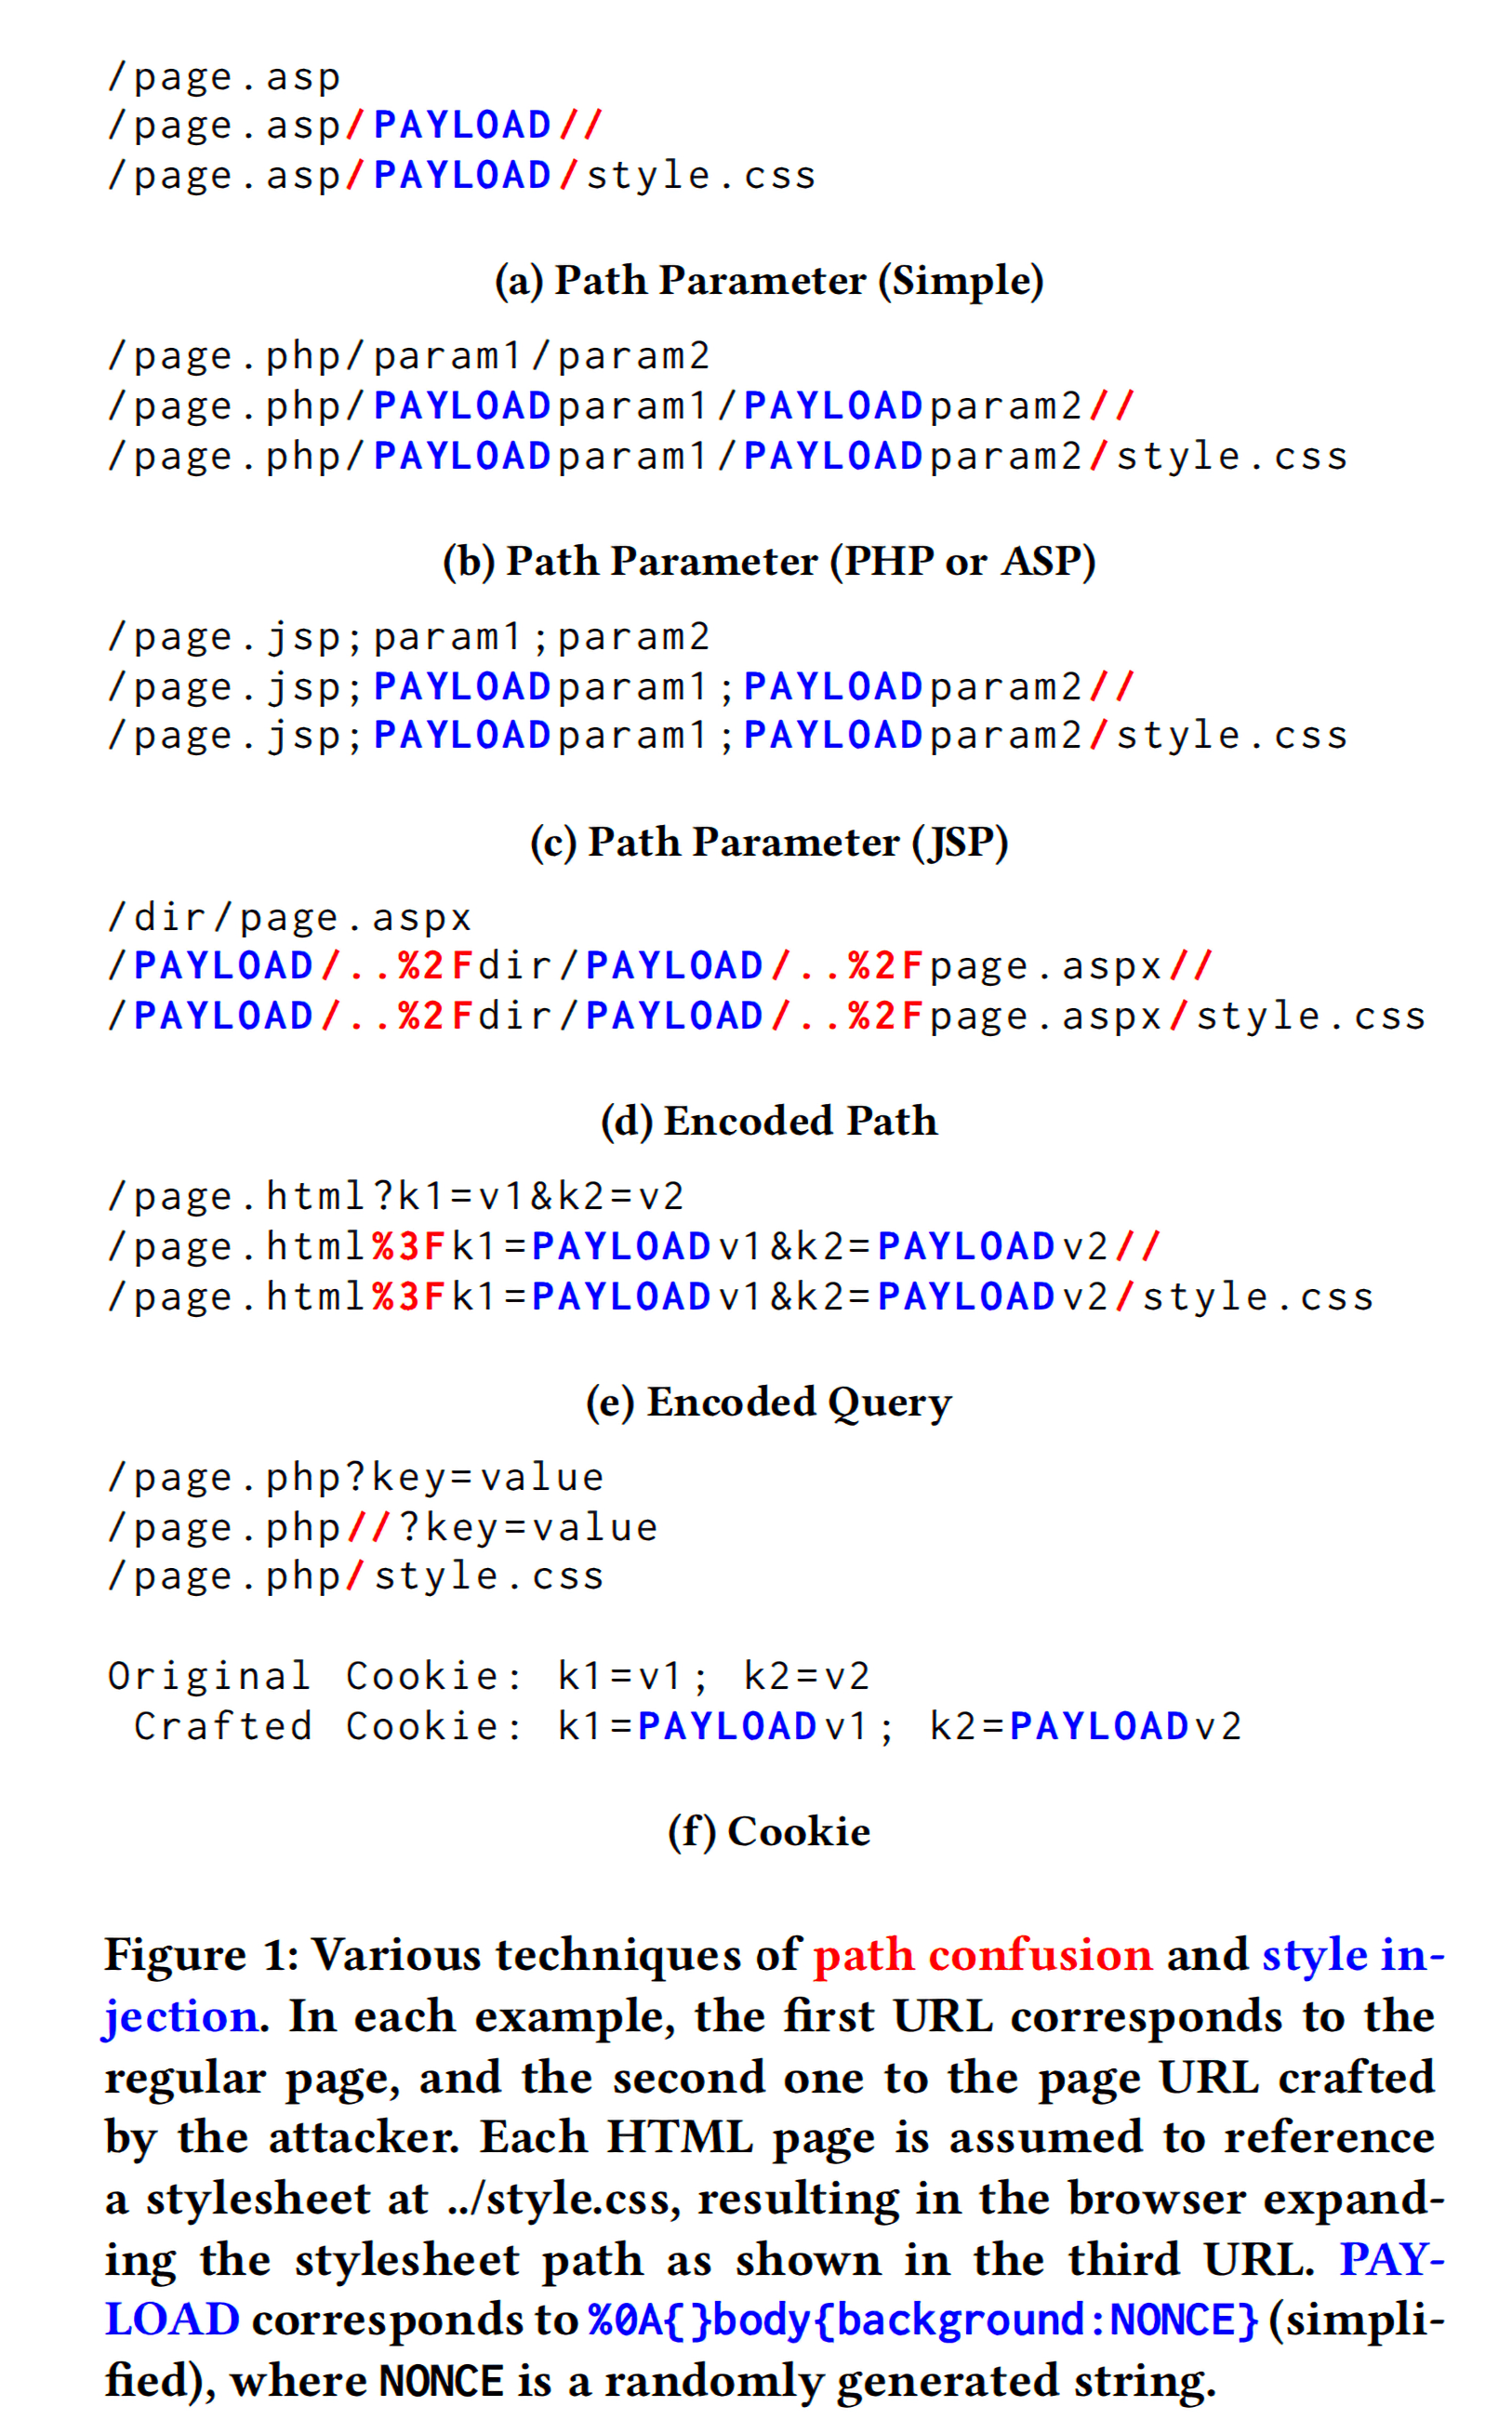 /page.asp
/page.asp/PAYLOAD//
/page.asp/PAYLOAD/style.css
(a) Path Parameter (Simple)
/page.php/param1/param2
/page.php/PAYLOADparam1/PAYLOADparam2//
/page.php/PAYLOADparam1/PAYLOADparam2/style.css
(b) Path Parameter (PHP or ASP)
/page.jsp;param1;param2
/page.jsp;PAYLOADparam1;PAYLOADparam2//
/page.jsp;PAYLOADparam1;PAYLOADparam2/style.css
(c) Path Parameter (JSP)
/dir/page.aspx
/PAYLOAD/..%2Fdir/PAYLOAD/..%2Fpage.aspx//
/PAYLOAD/..%2Fdir/PAYLOAD/..%2Fpage.aspx/style.css
(d) Encoded Path
/page.html?k1=v1&k2=v2
/page.html%3Fk1=PAYLOADv1&k2=PAYLOADv2//
/page.html%3Fk1=PAYLOADv1&k2=PAYLOADv2/style.css
(e) Encoded Query
/page.php?key=value
/page.php//?key=value
/page.php/style.css
Original Cookie: k1=v1; k2=v2
Crafted Cookie: k1=PAYLOADv1; k2=PAYLOADv2
(f) Cookie
Figure 1: Various techniques of path confusion and style in-
jection. In each example, the first URL corresponds to the
regular page, and the second one to the page URL crafted
by the attacker. Each HTML page is assumed to reference
a stylesheet at ../style.css, resulting in the browser expand-
ing the stylesheet path as shown in the third URL. PAY-
LOAD corresponds to %0A{}body{background:NONCE} (simpli-
fied), where NONCE is a randomly generated string.